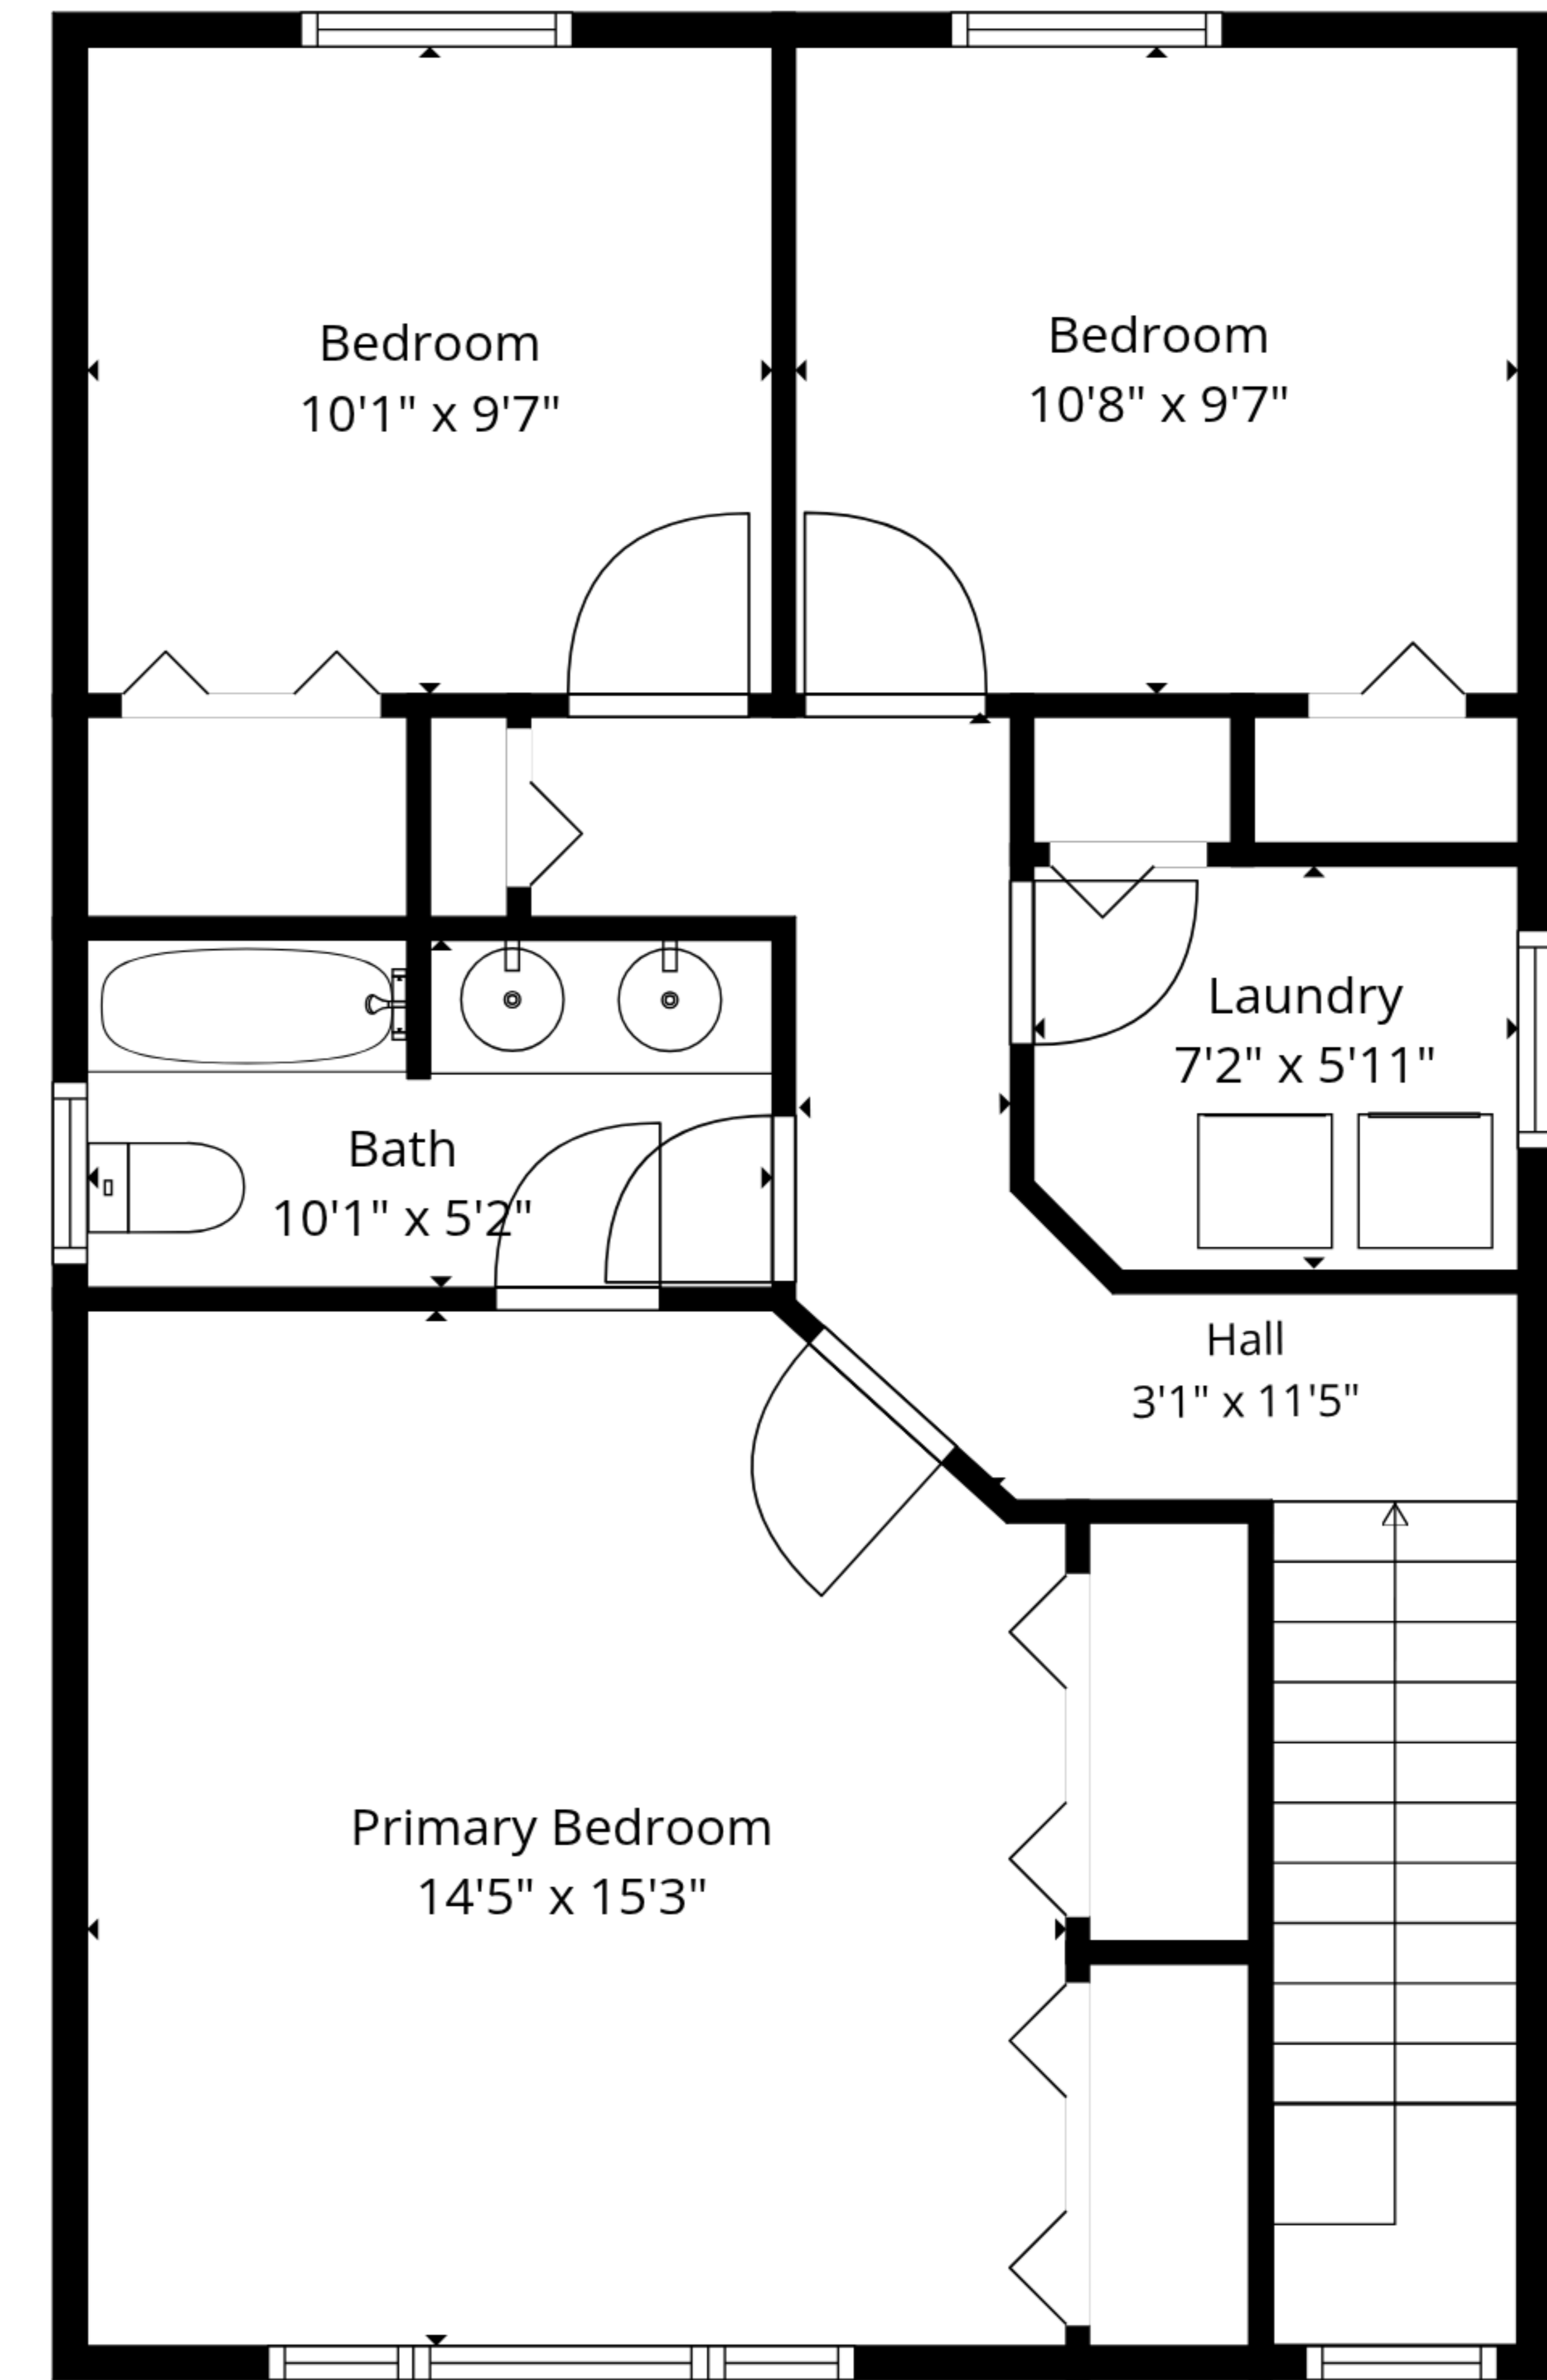 Bedroom
10'1" x 9'7"
Bedroom
10'8" x 9'7"
Laundry
7'2" x 5'11"
Bath
10'1" x 5'2"
Hall
3'1" x 11'5"
Primary Bedroom
14'5" x 15'3"